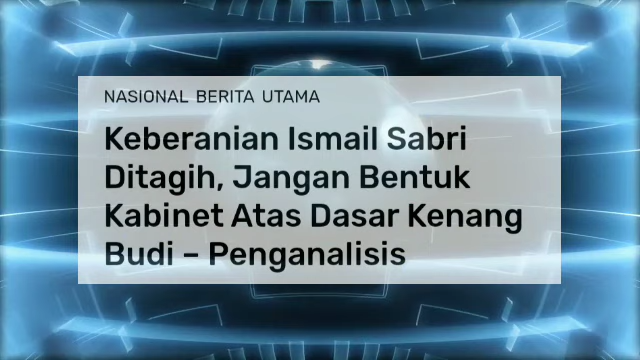 NASIONAL BERITA UTAMA
Keberanian Ismail Sabri
Ditagih, Jangan Bentuk
Kabinet Atas Dasar Kenang
Budi – Penganalisis